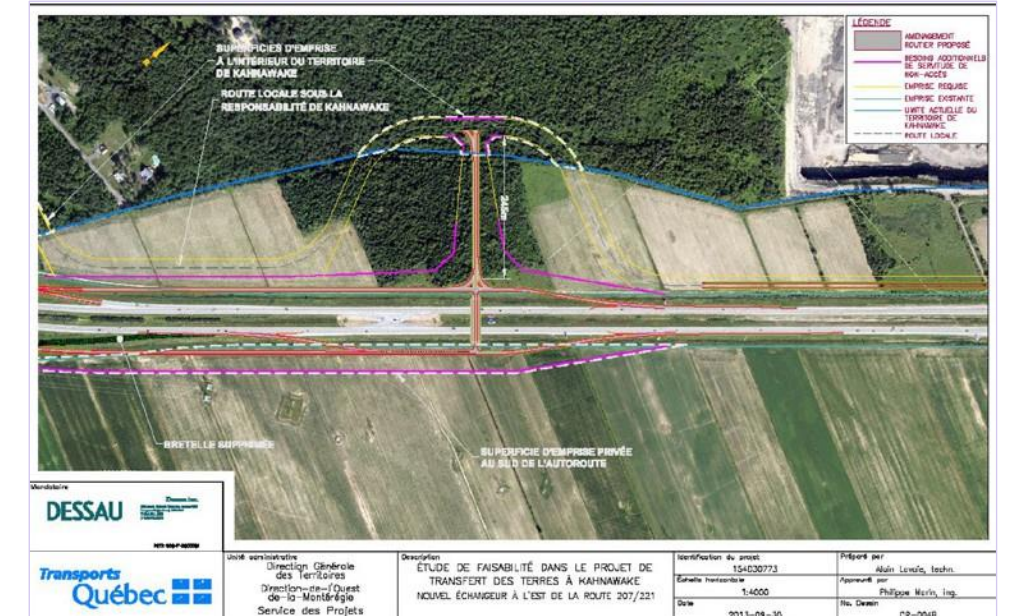 SUPERFICIES D'EMPRISE
À L'INTÉRIEUR DU TERRITOIRE
DE KAHNAWAKE
ROUTE LOCALE SOUS LA
RESPONSABILITÉ DE KAHNAWAKE
LÉGENDE
AMÉNAGEMENT
ROUTIER PROPOSÉ
BESOINS ADDITIONNELS
DE SERVITUDE DE
NON-ACCÈS
EMPRISE REQUISE
EMPRISE EXISTANTE
LIMITE ACTUELLE DU
TERRITOIRE DE
KAHNAWAKE
ROUTE LOCALE
BRETELLE SUPPRIMÉE
SUPERFICIE D'EMPRISE PRIVÉE
AU SUD DE L'AUTOROUTE
Mandataire
DESSAU
Dessau inc.
Transports
Québec
Unité administrative
Direction Générale
des Territoires
Direction-de-l'Ouest
de-la-Montérégie
Service des Projets
Description
ÉTUDE DE FAISABILITÉ DANS LE PROJET DE
TRANSFERT DES TERRES À KAHNAWAKE
NOUVEL ÉCHANGEUR À L'EST DE LA ROUTE 207/221
Identification du projet
154030773
Échelle horizontale
1:4000
Date
Préparé par
Alain Lavoie, techn.
Approuvé par
Philippe Morin, ing.
No. Dessin